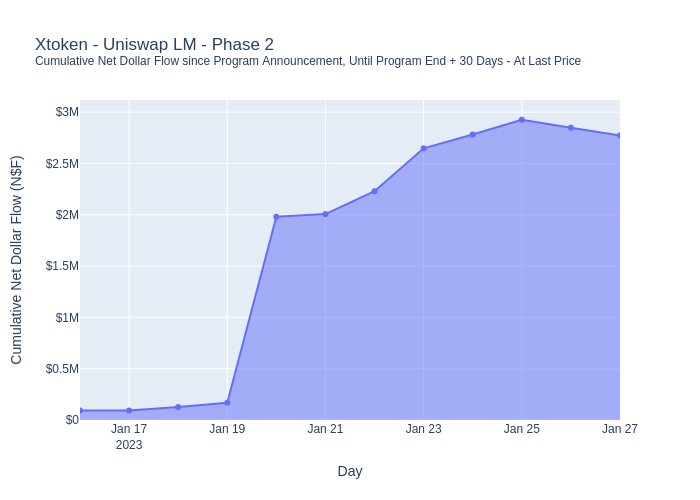 Xtoken - Uniswap LM - Phase 2
Cumulative Net Dollar Flow since Program Announcement, Until Program End + 30 Days - At Last Price
Cumulative Net Dollar Flow (N$F)
$3M
$2.5M
$2M
$1.5M
$1M
$0.5M
$0
Jan 17
2023
Jan 19
Jan 21
Jan 23
Jan 25
Jan 27
Day